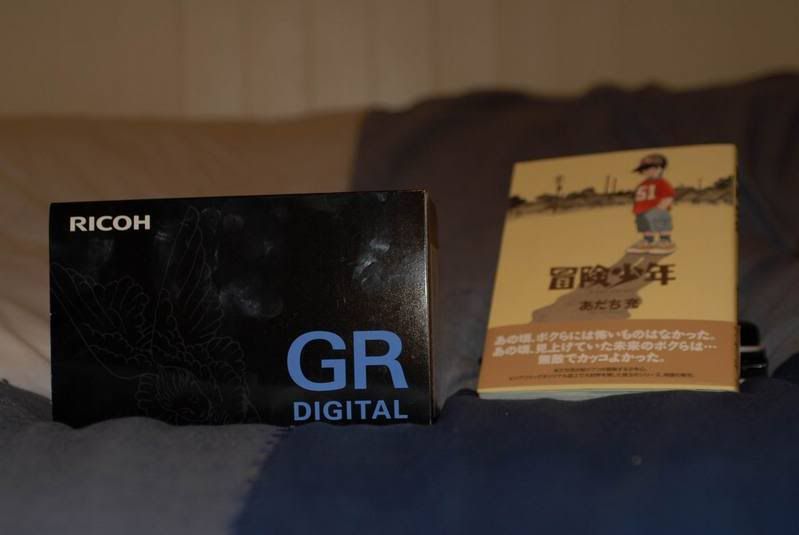 RICOH
GR
DIGITAL
51
冒険少年
あだち 充
あの頃、ボクらには怖いものはなかった。
あの頃、見上げていた未来のボクらは…
無敵でカッコよかった。